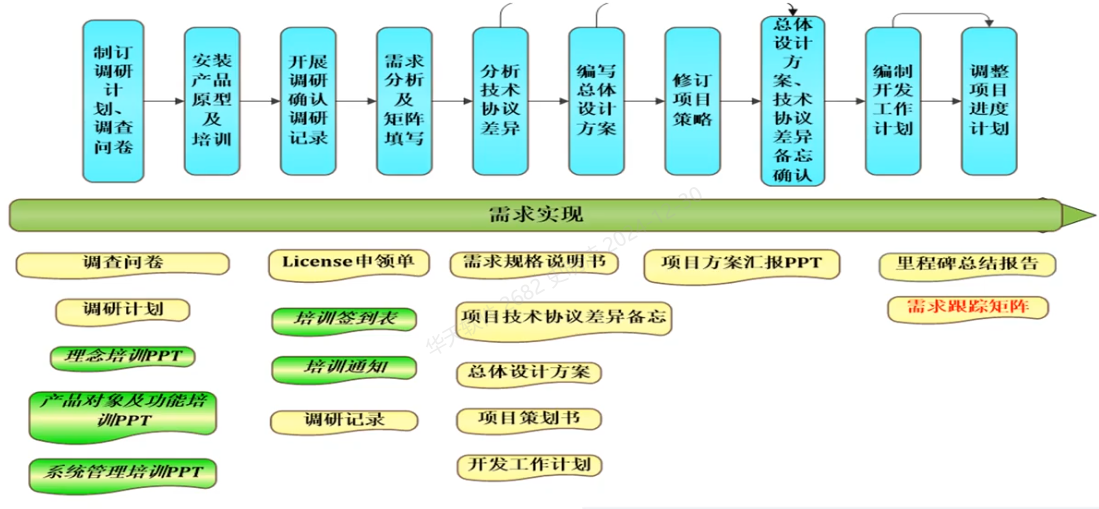 制订
调研
计
划、
调查
问卷
安装
产品
原型
及
培训
开展
调研
确认
调研
记录
需求
分析
及
矩阵
填写
分析
技术
协议
差异
编写
总体
设计
方案
修订
项目
策略
总体
设计
方
案、
技术
协议
差异
备忘
确认
编制
开发
工作
计划
调整
项目
进度
计划
需求实现
调查问卷
调研计划
理念培训PPT
产品对象及功能培
训PPT
系统管理培训PPT
License申领单
培训签到表
培训通知
调研记录
需求规格说明书
项目技术协议差异备忘
总体设计方案
项目策划书
开发工作计划
项目方案汇报PPT
里程碑总结报告
需求跟踪矩阵